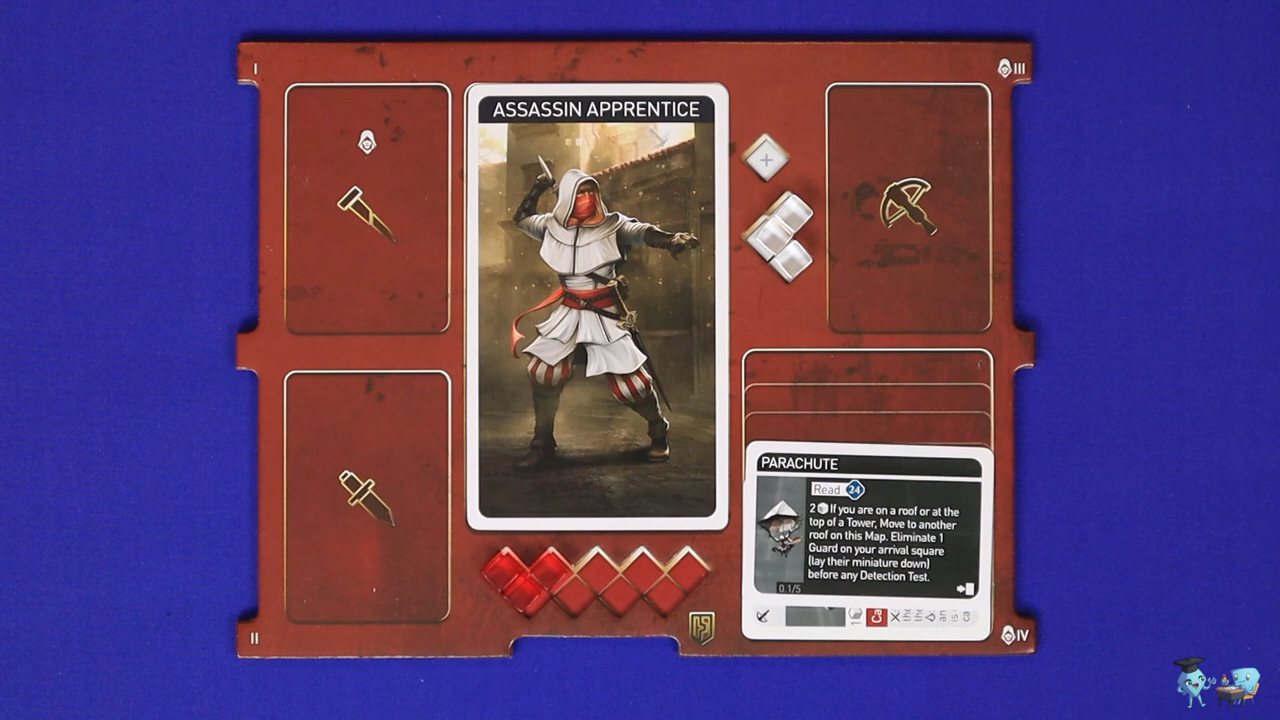 I
III
ASSASSIN APPRENTICE
PARACHUTE
Read 24
2 If you are on a roof or at the
top of a Tower, Move to another
roof on this Map. Eliminate 1
Guard on your arrival square
(lay their miniature down)
before any Detection Test.
0.1/5
Ca
II
IV